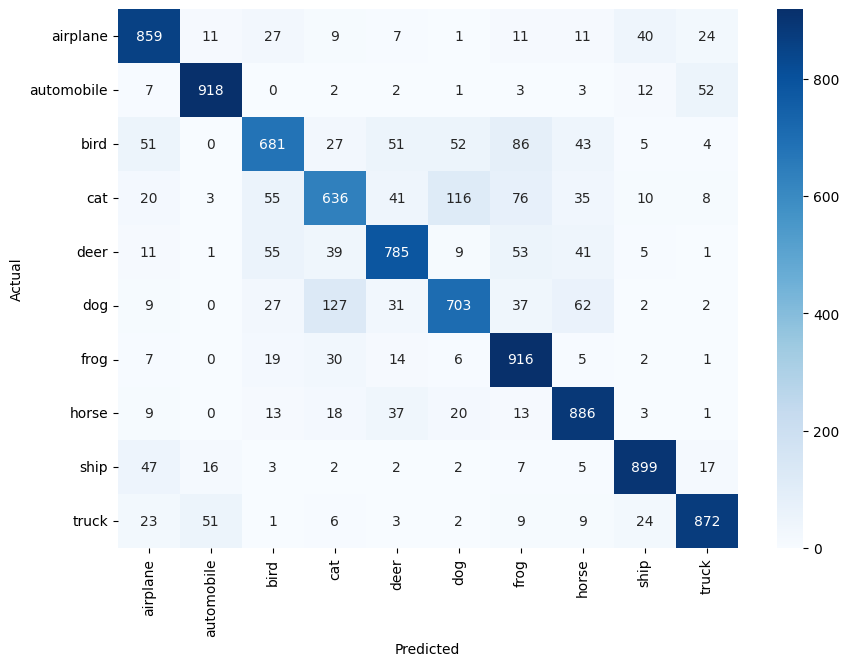 airplane 859 11 27 9 7 1 11 11 40 24
automobile 7 918 0 2 2 1 3 3 12 52
bird 51 0 681 27 51 52 86 43 5 4
cat 20 3 55 636 41 116 76 35 10 8
deer 11 1 55 39 785 9 53 41 5 1
dog 9 0 27 127 31 703 37 62 2 2
frog 7 0 19 30 14 6 916 5 2 1
horse 9 0 13 18 37 20 13 886 3 1
ship 47 16 3 2 2 2 7 5 899 17
truck 23 51 1 6 3 2 9 9 24 872
airplane automobile bird cat deer dog frog horse ship truck
Predicted
Actual
800
600
400
200
0